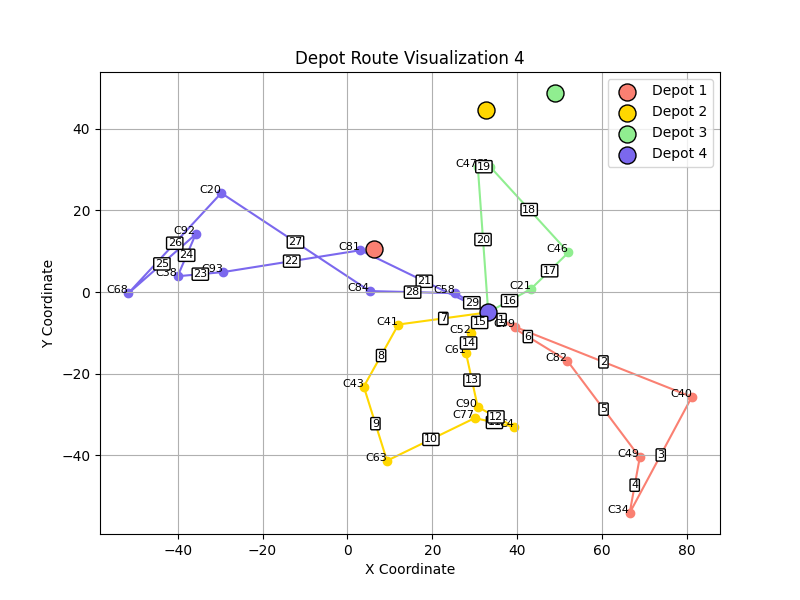 Depot Route Visualization 4
Depot 1
Depot 2
Depot 3
Depot 4
Y Coordinate
40
20
0
−20
−40
−40
−20
0
20
40
60
80
X Coordinate
C47
19
C20
18
C92
26
27
20
C81
C46
25
24
22
C38
23
C93
17
21
C68
C84
28
C58
C21
29
16
C41
7
15
1
C52
6
8
14
C61
C82
2
13
C43
C40
5
C90
C77
12
9
10
C49
3
C63
4
C34